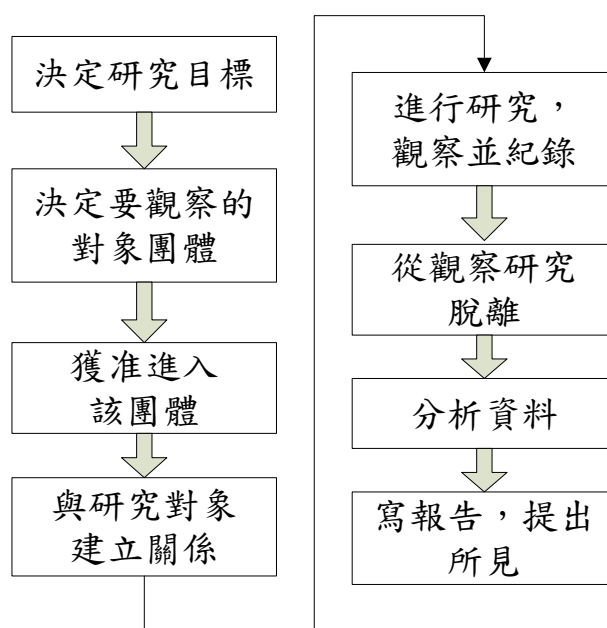 決定研究目標
決定要觀察的
對象團體
獲准進入
該團體
與研究對象
建立關係
進行研究，
觀察並紀錄
從觀察研究
脫離
分析資料
寫報告，提出
所見